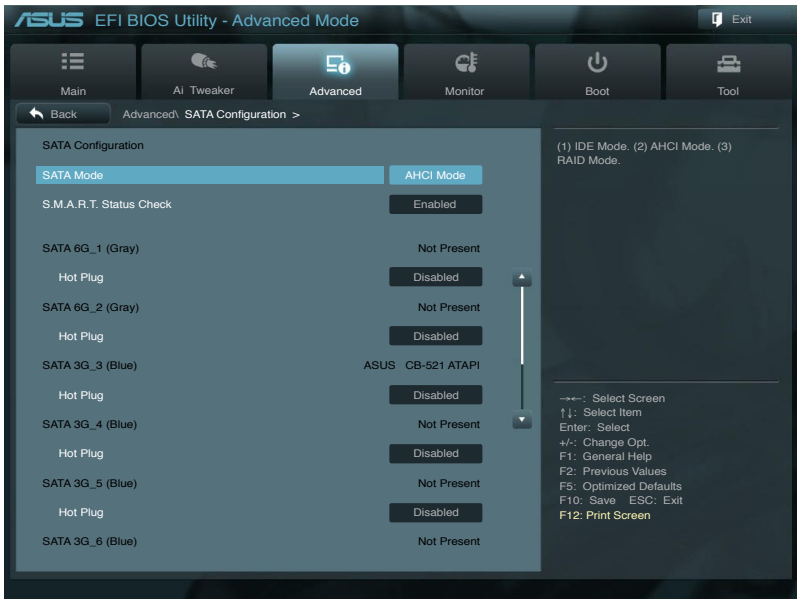 ASUS EFI BIOS Utility - Advanced Mode
Exit
Main
Ai Tweaker
Advanced
Monitor
Boot
Tool
Back
Advanced\ SATA Configuration >
SATA Configuration
SATA Mode AHCI Mode
S.M.A.R.T. Status Check Enabled
SATA 6G_1 (Gray) Not Present
Hot Plug Disabled
SATA 6G_2 (Gray) Not Present
Hot Plug Disabled
SATA 3G_3 (Blue) ASUS CB-521 ATAPI
Hot Plug Disabled
SATA 3G_4 (Blue) Not Present
Hot Plug Disabled
SATA 3G_5 (Blue) Not Present
Hot Plug Disabled
SATA 3G_6 (Blue) Not Present
(1) IDE Mode. (2) AHCI Mode. (3)
RAID Mode.
→←: Select Screen
↑↓: Select Item
Enter: Select
+/-: Change Opt.
F1: General Help
F2: Previous Values
F5: Optimized Defaults
F10: Save ESC: Exit
F12: Print Screen